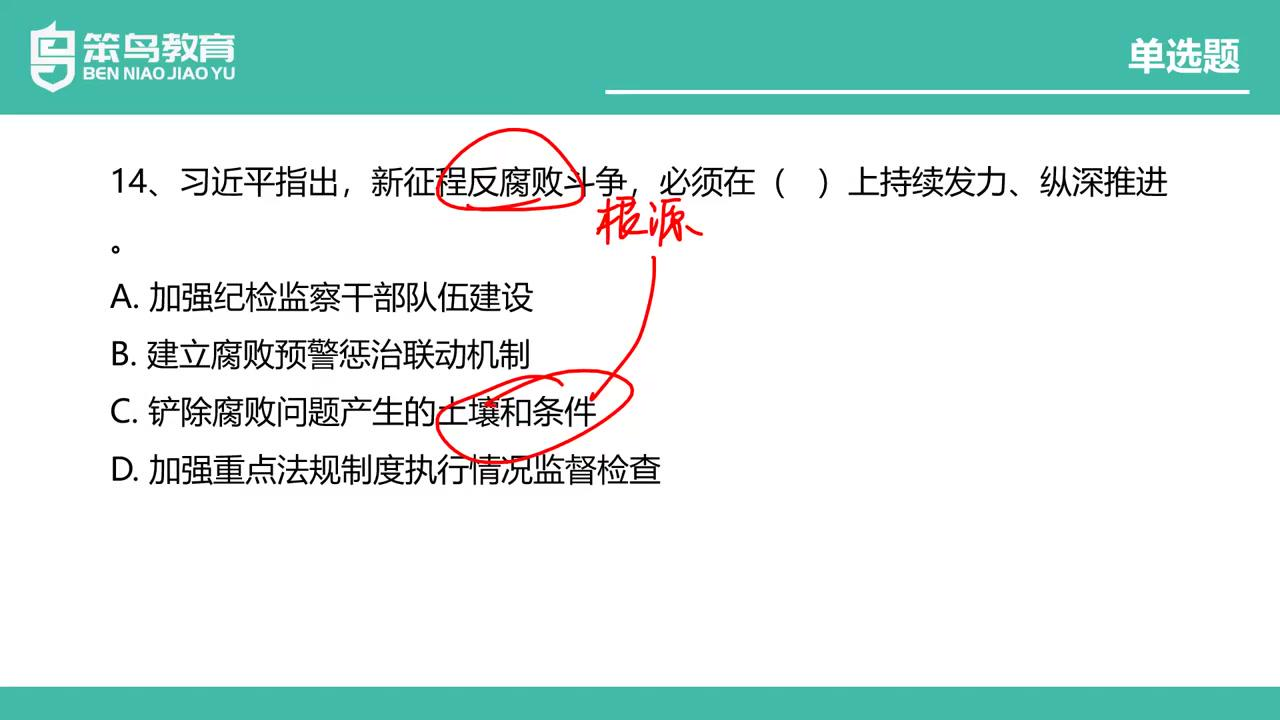 笨鸟教育
BEN NIAO JIAO YU
单选题
14、习近平指出，新征程反腐败斗争，必须在（ ）上持续发力、纵深推进
。
根源
A. 加强纪检监察干部队伍建设
B. 建立腐败预警惩治联动机制
C. 铲除腐败问题产生的土壤和条件
D. 加强重点法规制度执行情况监督检查